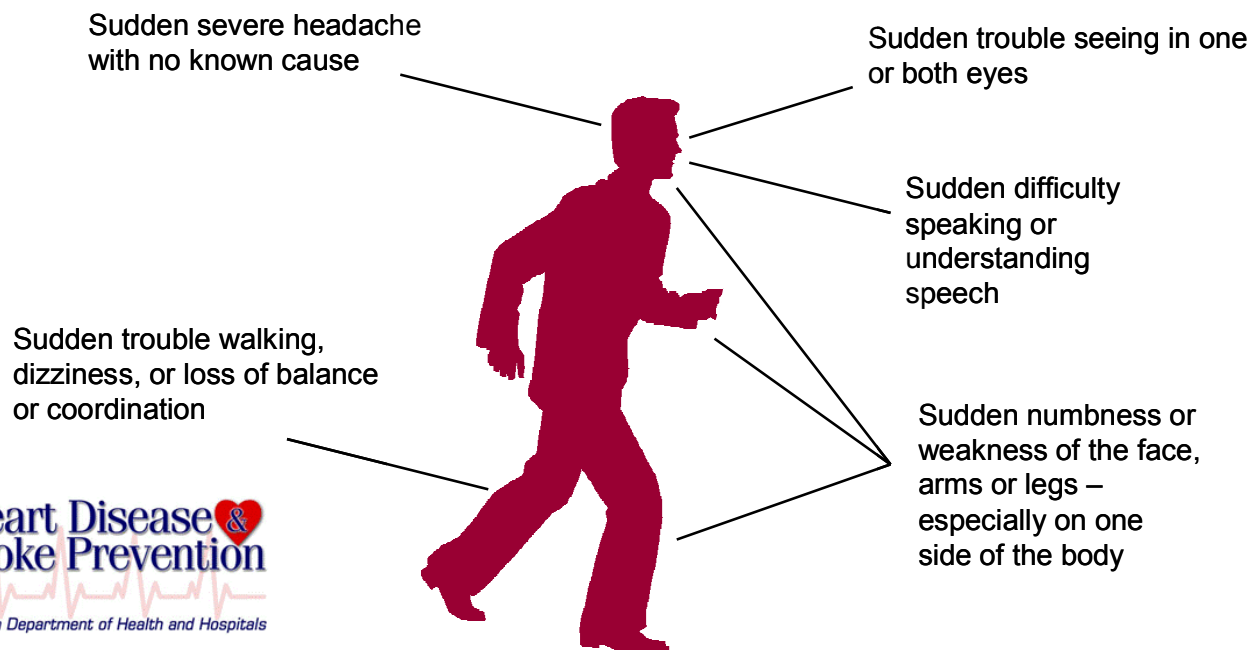 Sudden severe headache
with no known cause
Sudden trouble seeing in one
or both eyes
Sudden difficulty
speaking or
understanding
speech
Sudden trouble walking,
dizziness, or loss of balance
or coordination
Sudden numbness or
weakness of the face,
arms or legs –
especially on one
side of the body
eart Disease &
oke Prevention
Department of Health and Hospitals